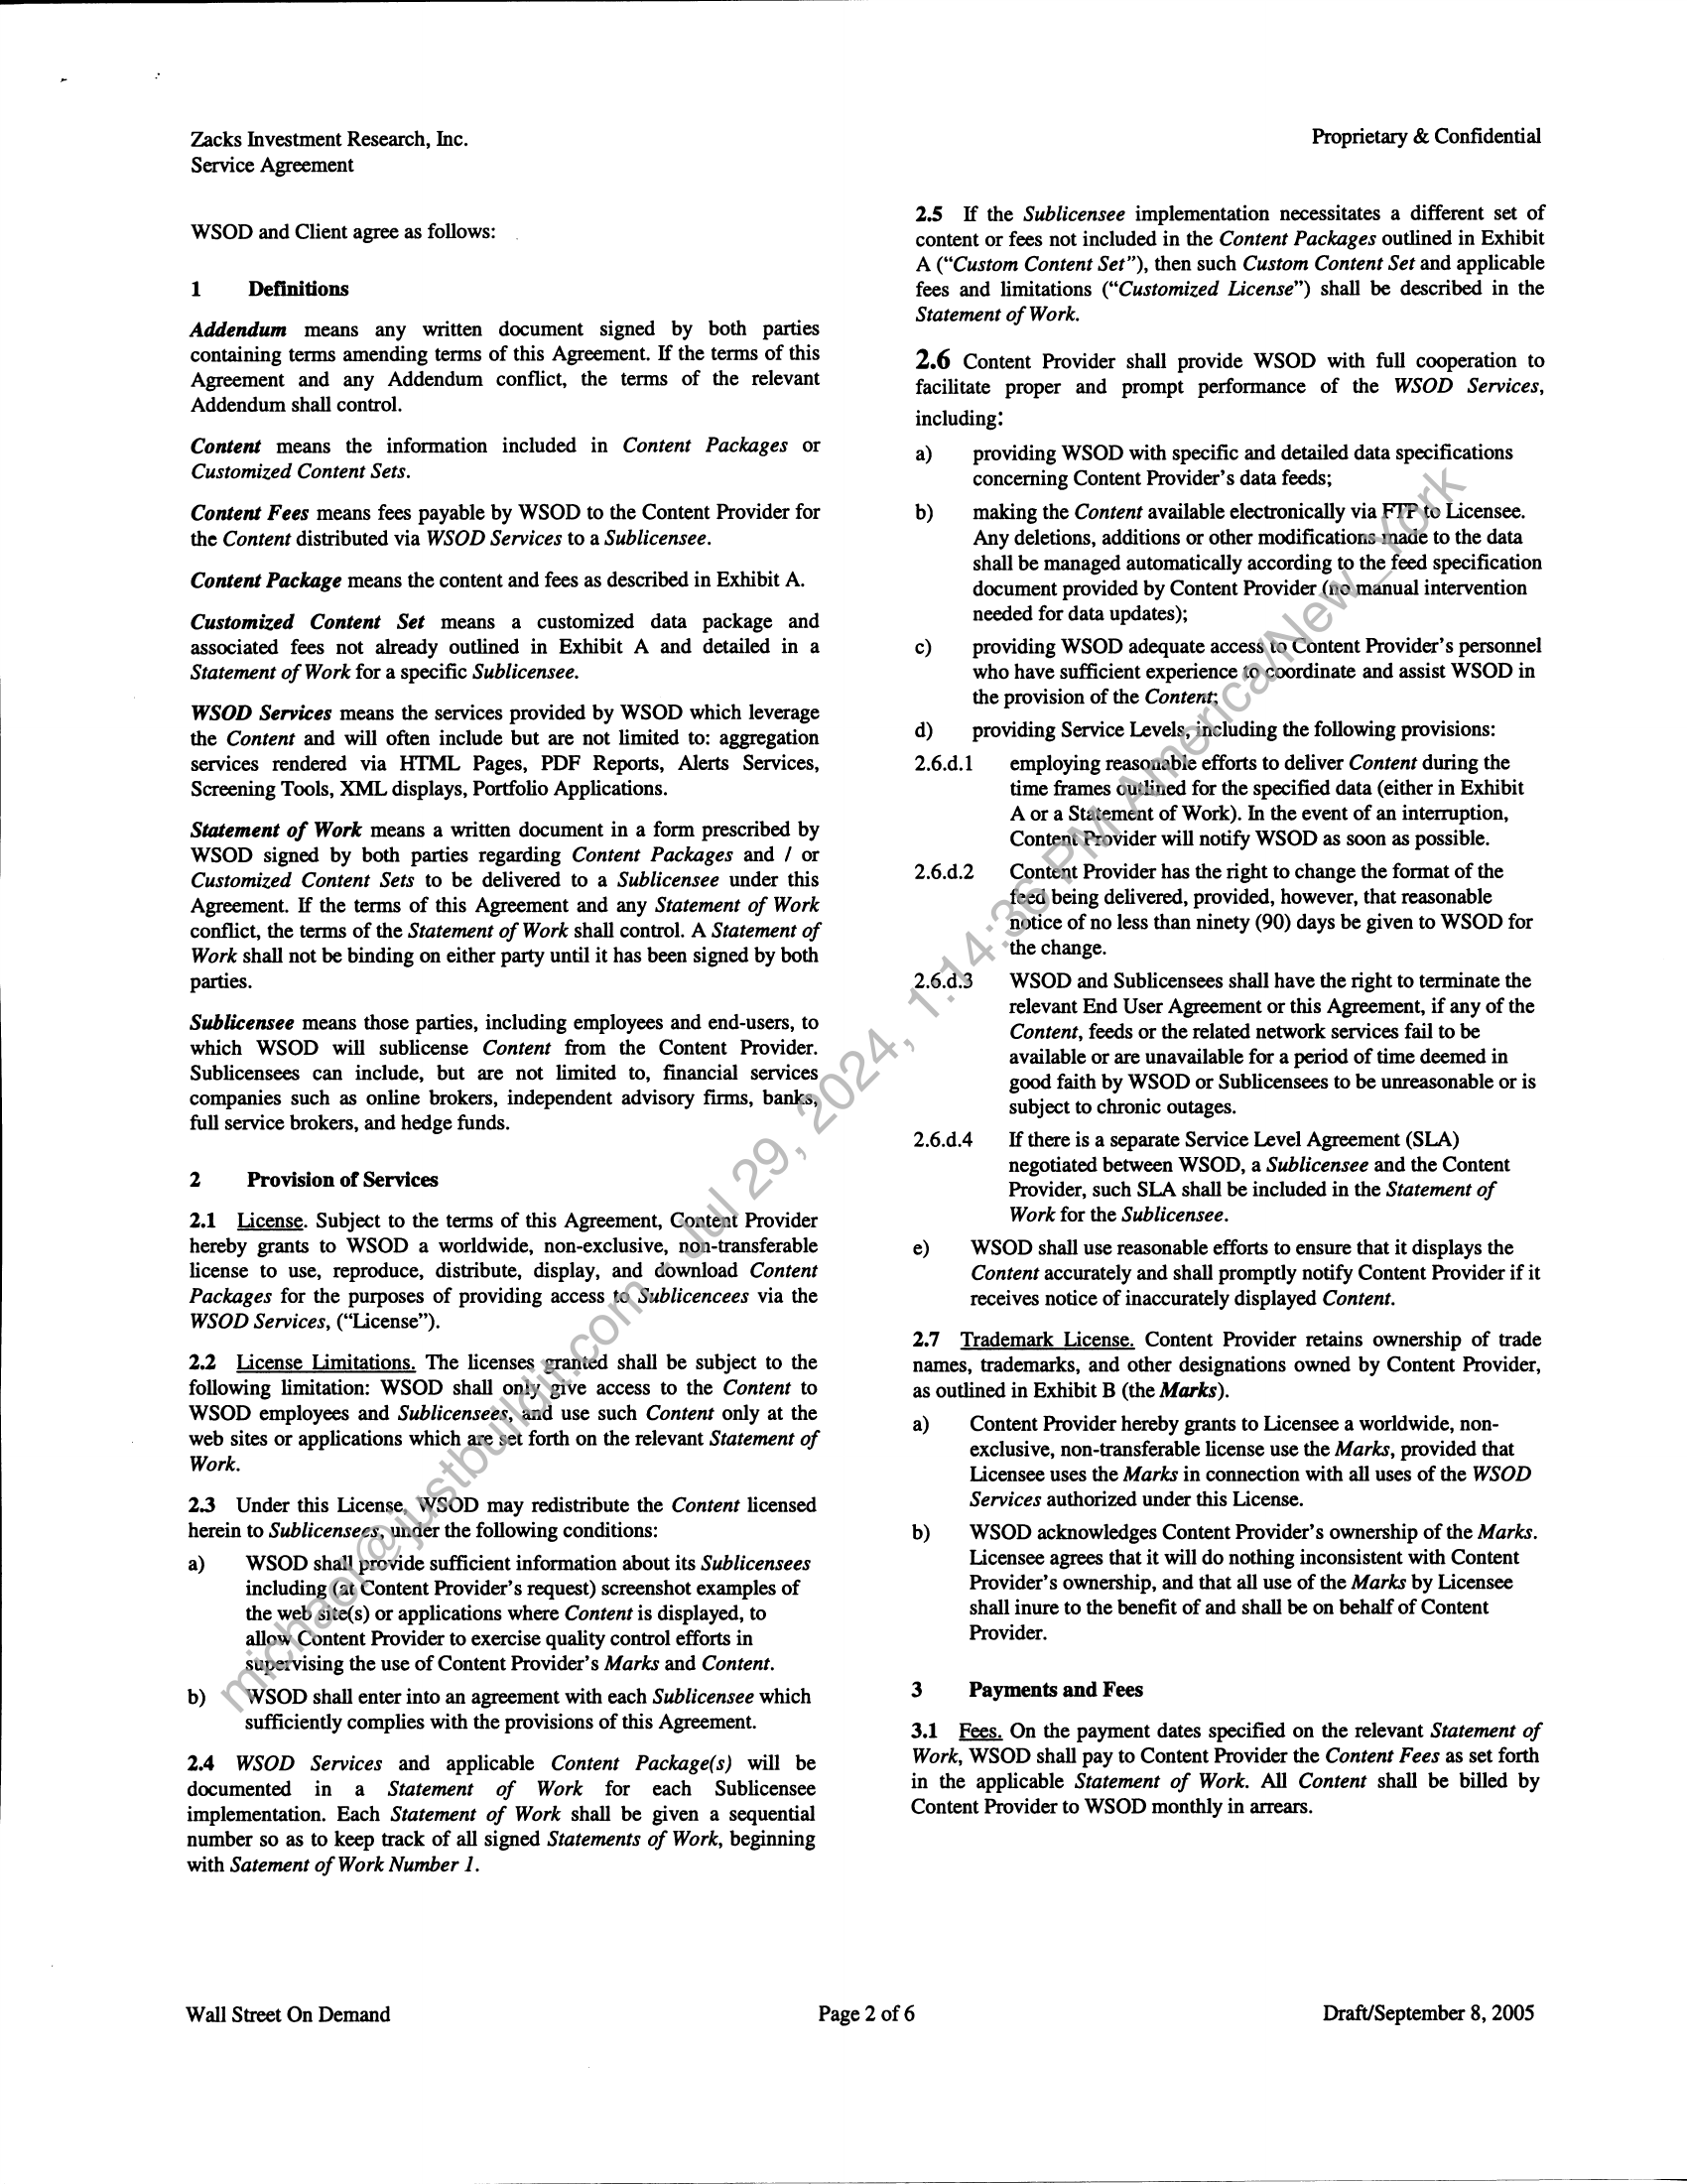 Zacks Investment Research, Inc.
Service Agreement
Proprietary & Confidential
WSOD and Client agree as follows:
1 Definitions
Addendum means any written document signed by both parties
containing terms amending terms of this Agreement. If the terms of this
Agreement and any Addendum conflict, the terms of the relevant
Addendum shall control.
Content means the information included in Content Packages or
Customized Content Sets.
Content Fees means fees payable by WSOD to the Content Provider for
the Content distributed via WSOD Services to a Sublicensee.
Content Package means the content and fees as described in Exhibit A.
Customized Content Set means a customized data package and
associated fees not already outlined in Exhibit A and detailed in a
Statement of Work for a specific Sublicensee.
WSOD Services means the services provided by WSOD which leverage
the Content and will often include but are not limited to: aggregation
services rendered via HTML Pages, PDF Reports, Alerts Services,
Screening Tools, XML displays, Portfolio Applications.
Statement of Work means a written document in a form prescribed by
WSOD signed by both parties regarding Content Packages and / or
Customized Content Sets to be delivered to a Sublicensee under this
Agreement. If the terms of this Agreement and any Statement of Work
conflict, the terms of the Statement of Work shall control. A Statement of
Work shall not be binding on either party until it has been signed by both
parties.
Sublicensee means those parties, including employees and end-users, to
which WSOD will sublicense Content from the Content Provider.
Sublicensees can include, but are not limited to, financial services
companies such as online brokers, independent advisory firms, banks,
full service brokers, and hedge funds.
2 Provision of Services
2.1 License. Subject to the terms of this Agreement, Content Provider
hereby grants to WSOD a worldwide, non-exclusive, non-transferable
license to use, reproduce, distribute, display, and download Content
Packages for the purposes of providing access to Sublicencees via the
WSOD Services, (“License”).
2.2 License Limitations. The licenses granted shall be subject to the
following limitation: WSOD shall only give access to the Content to
WSOD employees and Sublicensees, and use such Content only at the
web sites or applications which are set forth on the relevant Statement of
Work.
2.3 Under this License, WSOD may redistribute the Content licensed
herein to Sublicensees, under the following conditions:
a) WSOD shall provide sufficient information about its Sublicensees
including (at Content Provider’s request) screenshot examples of
the web site(s) or applications where Content is displayed, to
allow Content Provider to exercise quality control efforts in
supervising the use of Content Provider’s Marks and Content.
b) WSOD shall enter into an agreement with each Sublicensee which
sufficiently complies with the provisions of this Agreement.
2.4 WSOD Services and applicable Content Package(s) will be
documented in a Statement of Work for each Sublicensee
implementation. Each Statement of Work shall be given a sequential
number so as to keep track of all signed Statements of Work, beginning
with Satement of Work Number 1.
2.5 If the Sublicensee implementation necessitates a different set of
content or fees not included in the Content Packages outlined in Exhibit
A (“Custom Content Set”), then such Custom Content Set and applicable
fees and limitations (“Customized License”) shall be described in the
Statement of Work.
2.6 Content Provider shall provide WSOD with full cooperation to
facilitate proper and prompt performance of the WSOD Services,
including:
a) providing WSOD with specific and detailed data specifications
concerning Content Provider’s data feeds;
b) making the Content available electronically via FTP to Licensee.
Any deletions, additions or other modifications made to the data
shall be managed automatically according to the feed specification
document provided by Content Provider (no manual intervention
needed for data updates);
c) providing WSOD adequate access to Content Provider’s personnel
who have sufficient experience to coordinate and assist WSOD in
the provision of the Content;
d) providing Service Levels, including the following provisions:
2.6.d.1 employing reasonable efforts to deliver Content during the
time frames outlined for the specified data (either in Exhibit
A or a Statement of Work). In the event of an interruption,
Content Provider will notify WSOD as soon as possible.
2.6.d.2 Content Provider has the right to change the format of the
feed being delivered, provided, however, that reasonable
notice of no less than ninety (90) days be given to WSOD for
the change.
2.6.d.3 WSOD and Sublicensees shall have the right to terminate the
relevant End User Agreement or this Agreement, if any of the
Content, feeds or the related network services fail to be
available or are unavailable for a period of time deemed in
good faith by WSOD or Sublicensees to be unreasonable or is
subject to chronic outages.
2.6.d.4 If there is a separate Service Level Agreement (SLA)
negotiated between WSOD, a Sublicensee and the Content
Provider, such SLA shall be included in the Statement of
Work for the Sublicensee.
e) WSOD shall use reasonable efforts to ensure that it displays the
Content accurately and shall promptly notify Content Provider if it
receives notice of inaccurately displayed Content.
2.7 Trademark License. Content Provider retains ownership of trade
names, trademarks, and other designations owned by Content Provider,
as outlined in Exhibit B (the Marks).
a) Content Provider hereby grants to Licensee a worldwide, non-
exclusive, non-transferable license use the Marks, provided that
Licensee uses the Marks in connection with all uses of the WSOD
Services authorized under this License.
b) WSOD acknowledges Content Provider’s ownership of the Marks.
Licensee agrees that it will do nothing inconsistent with Content
Provider’s ownership, and that all use of the Marks by Licensee
shall inure to the benefit of and shall be on behalf of Content
Provider.
3 Payments and Fees
3.1 Fees. On the payment dates specified on the relevant Statement of
Work, WSOD shall pay to Content Provider the Content Fees as set forth
in the applicable Statement of Work. All Content shall be billed by
Content Provider to WSOD monthly in arrears.
michael@justbuildit.com - Jul 29, 2024, 1:14:36 PM America/New_York
Wall Street On Demand
Page 2 of 6
Draft/September 8, 2005